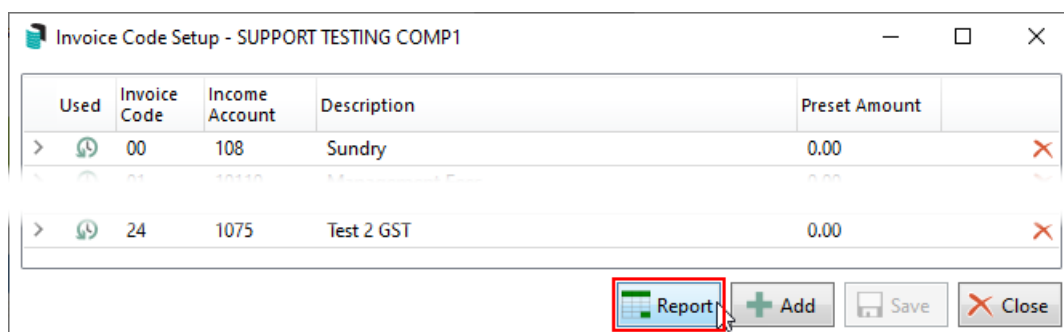 Invoice Code Setup - SUPPORT TESTING COMP1
Used Invoice Code Income Account Description Preset Amount
00 108 Sundry 0.00
24 1075 Test 2 GST 0.00
Report Add Save Close